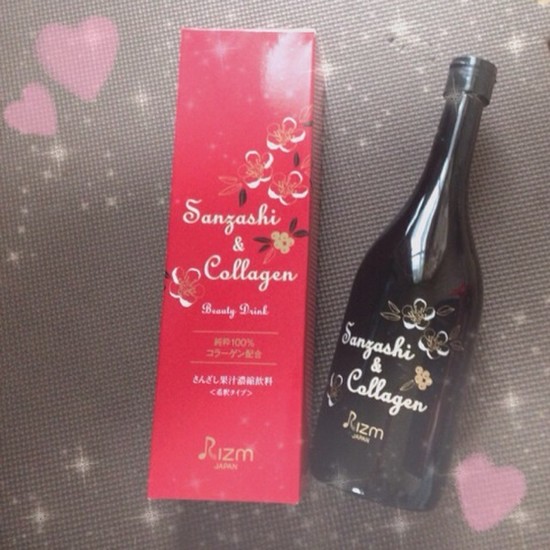 Sanzashi
&
Collagen
Beauty Drink
純粋100%
コラーゲン配合
さんざし果汁濃縮飲料
<希釈タイプ>
Rizm
JAPAN
Sanzashi
&
Collagen
Rizm
JAPAN